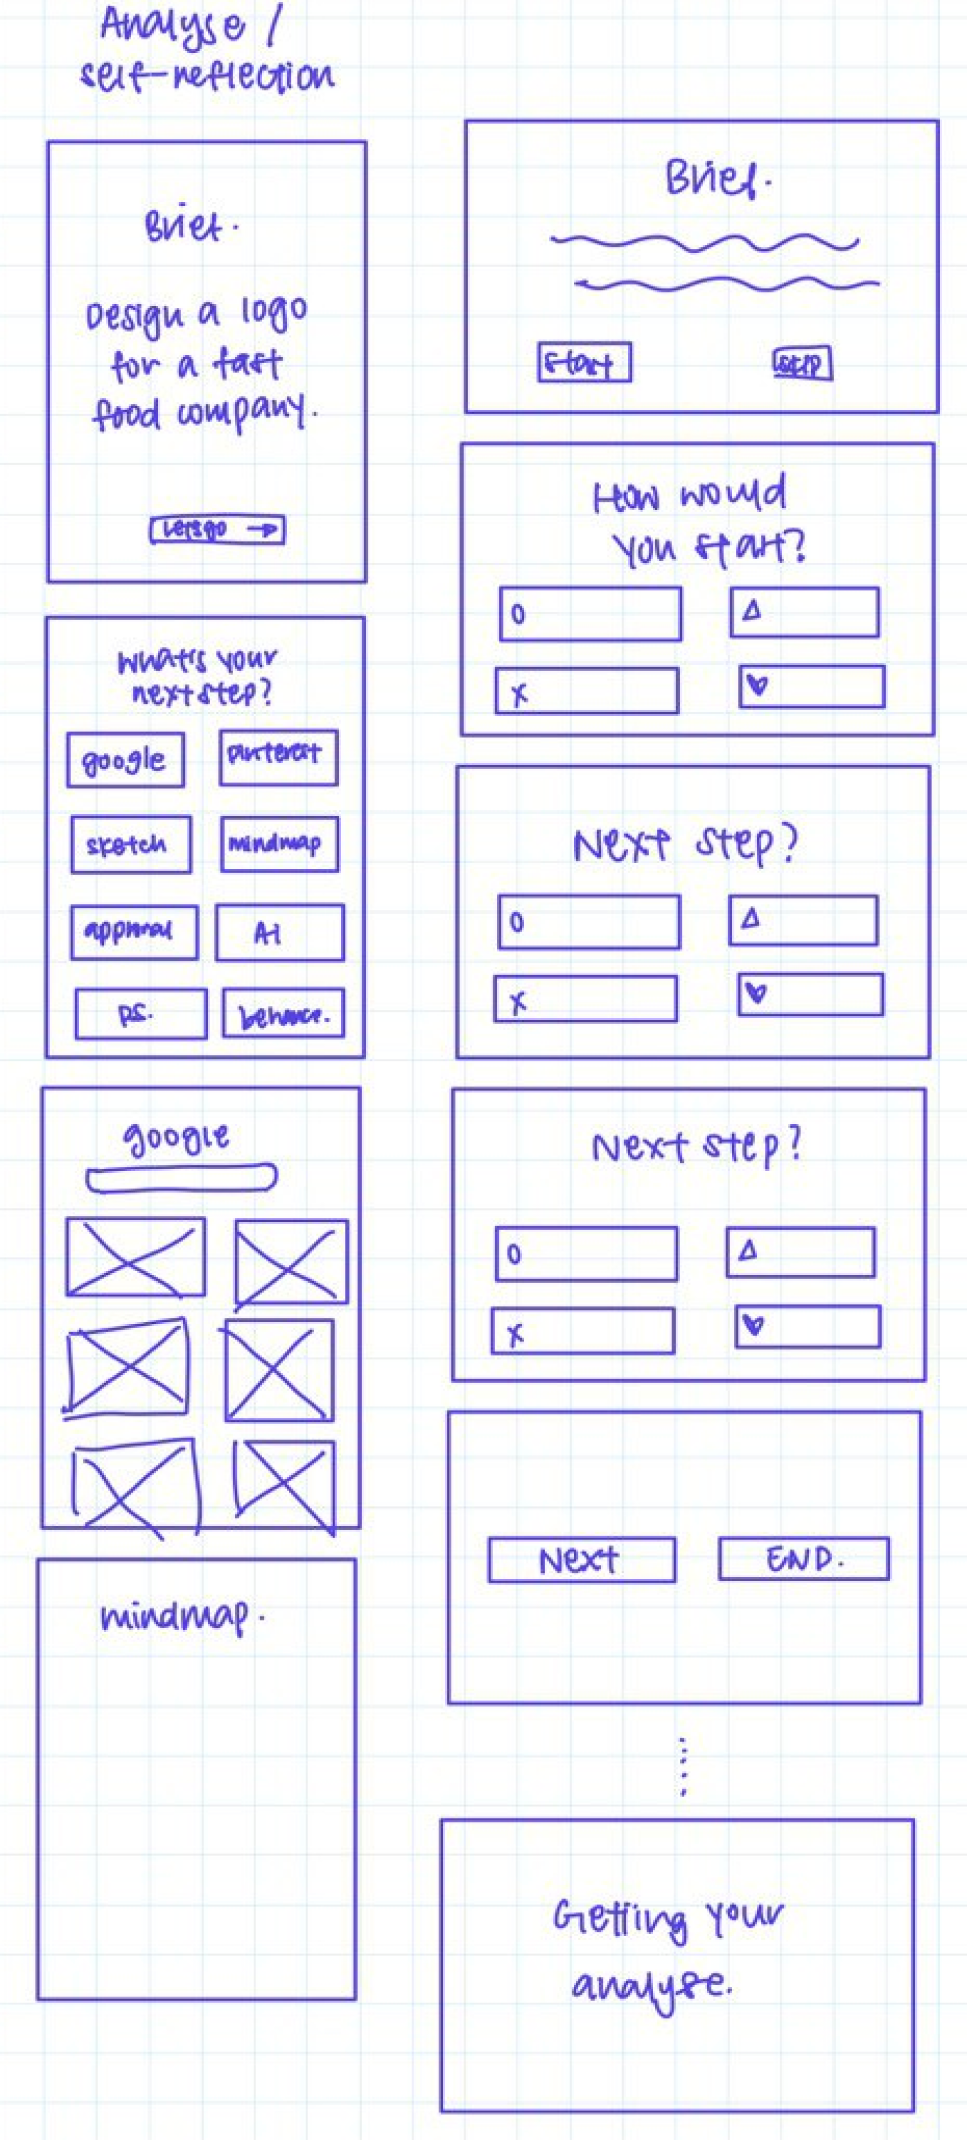 Analyse /
self-reflection
Brief.
Design a logo
for a fast
food company.
Let's go →
What's your
next step?
google
pinterest
sketch
mindmap
approval
AI
PS.
behance.
google
mindmap.
Brief.
start
skip
How would
you start?
O
△
X
♥
Next step?
O
△
X
♥
Next step?
O
△
X
♥
Next
END.
Getting your
analyse.